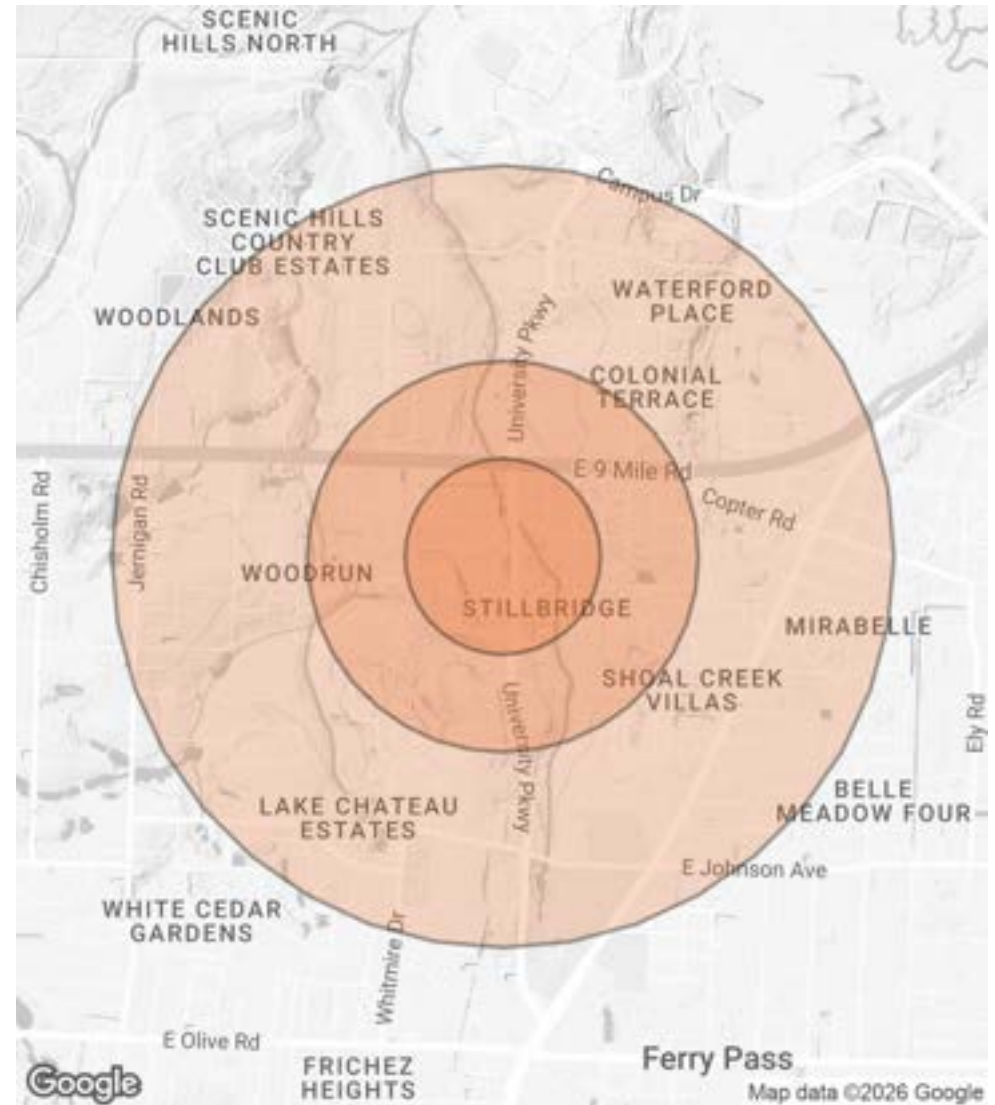 SCENIC
HILLS NORTH
Campus Dr
SCENIC HILLS
COUNTRY
CLUB ESTATES
WATERFORD
PLACE
WOODLANDS
University Pkwy
COLONIAL
TERRACE
E 9 Mile Rd
Chisholm Rd
Jernigan Rd
Copter Rd
WOODRUN
STILLBRIDGE
MIRABELLE
SHOAL CREEK
VILLAS
Ely Rd
University Pkwy
BELLE
MEADOW FOUR
LAKE CHATEAU
ESTATES
E Johnson Ave
WHITE CEDAR
GARDENS
Whitmire Dr
E Olive Rd
FRICHEZ
HEIGHTS
Ferry Pass
Google
Map data ©2026 Google